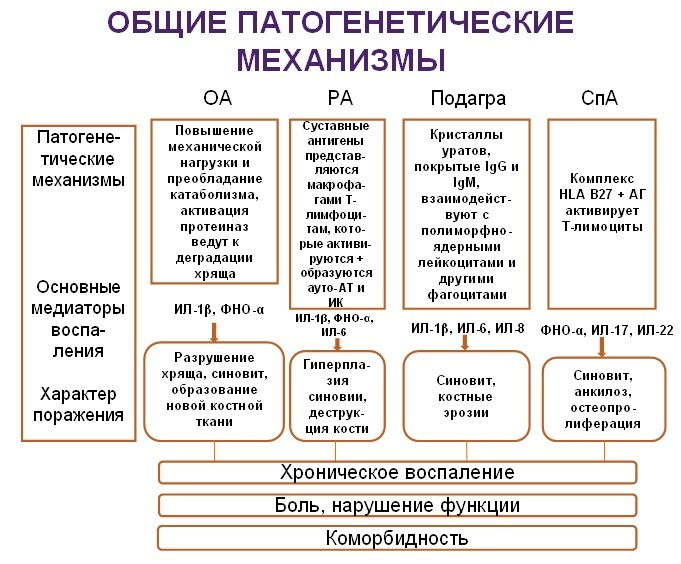 ОБЩИЕ ПАТОГЕНЕТИЧЕСКИЕ
МЕХАНИЗМЫ
ОА
РА
Подагра
СпА
Патогене-
тические
механизмы
Основные
медиаторы
воспа-
ления
Характер
поражения
Повышение
механической
нагрузки и
преобладание
катаболизма,
активация
протеиназ
ведут к
деградации
хряща
Суставные
антигены
представ-
ляются
макрофа-
гами Т-
лимфоци-
там, кото-
рые активи-
руются +
образуются
ауто-АТ и
ИК
Кристаллы
уратов,
покрытые IgG и
IgM,
взаимодейст-
вуют с
полиморфно-
ядерными
лейкоцитами и
другими
фагоцитами
Комплекс
HLA B27 + АГ
активирует
Т-лимоциты
ИЛ-1β, ФНО-α
ИЛ-1β, ФНО-α,
ИЛ-6
ИЛ-1β, ИЛ-6, ИЛ-8
ФНО-α, ИЛ-17, ИЛ-22
Разрушение
хряща, синовит,
образование
новой костной
ткани
Гиперпла-
зия
синовии,
деструк-
ция кости
Синовит,
костные
эрозии
Синовит,
анкилоз,
остеопро-
лиферация
Хроническое воспаление
Боль, нарушение функции
Коморбидность